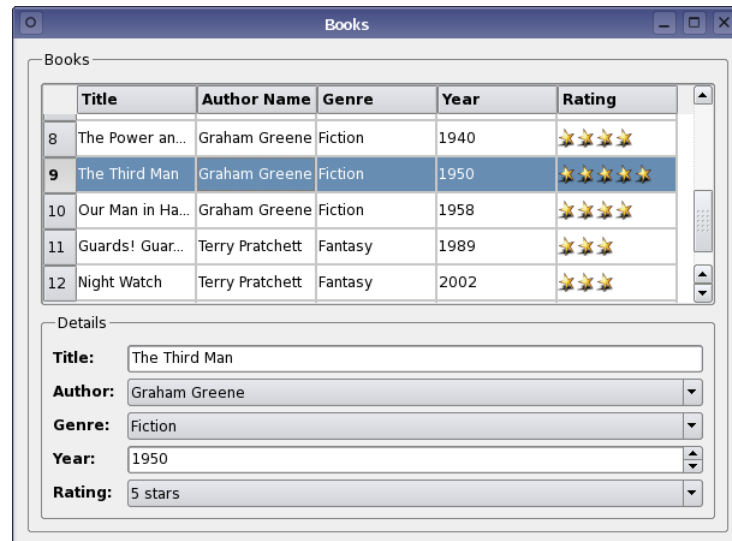 Books
Books
Title Author Name Genre Year Rating
8 The Power an... Graham Greene Fiction 1940
9 The Third Man Graham Greene Fiction 1950
10 Our Man in Ha... Graham Greene Fiction 1958
11 Guards! Guar... Terry Pratchett Fantasy 1989
12 Night Watch Terry Pratchett Fantasy 2002
Details
Title: The Third Man
Author: Graham Greene
Genre: Fiction
Year: 1950
Rating: 5 stars